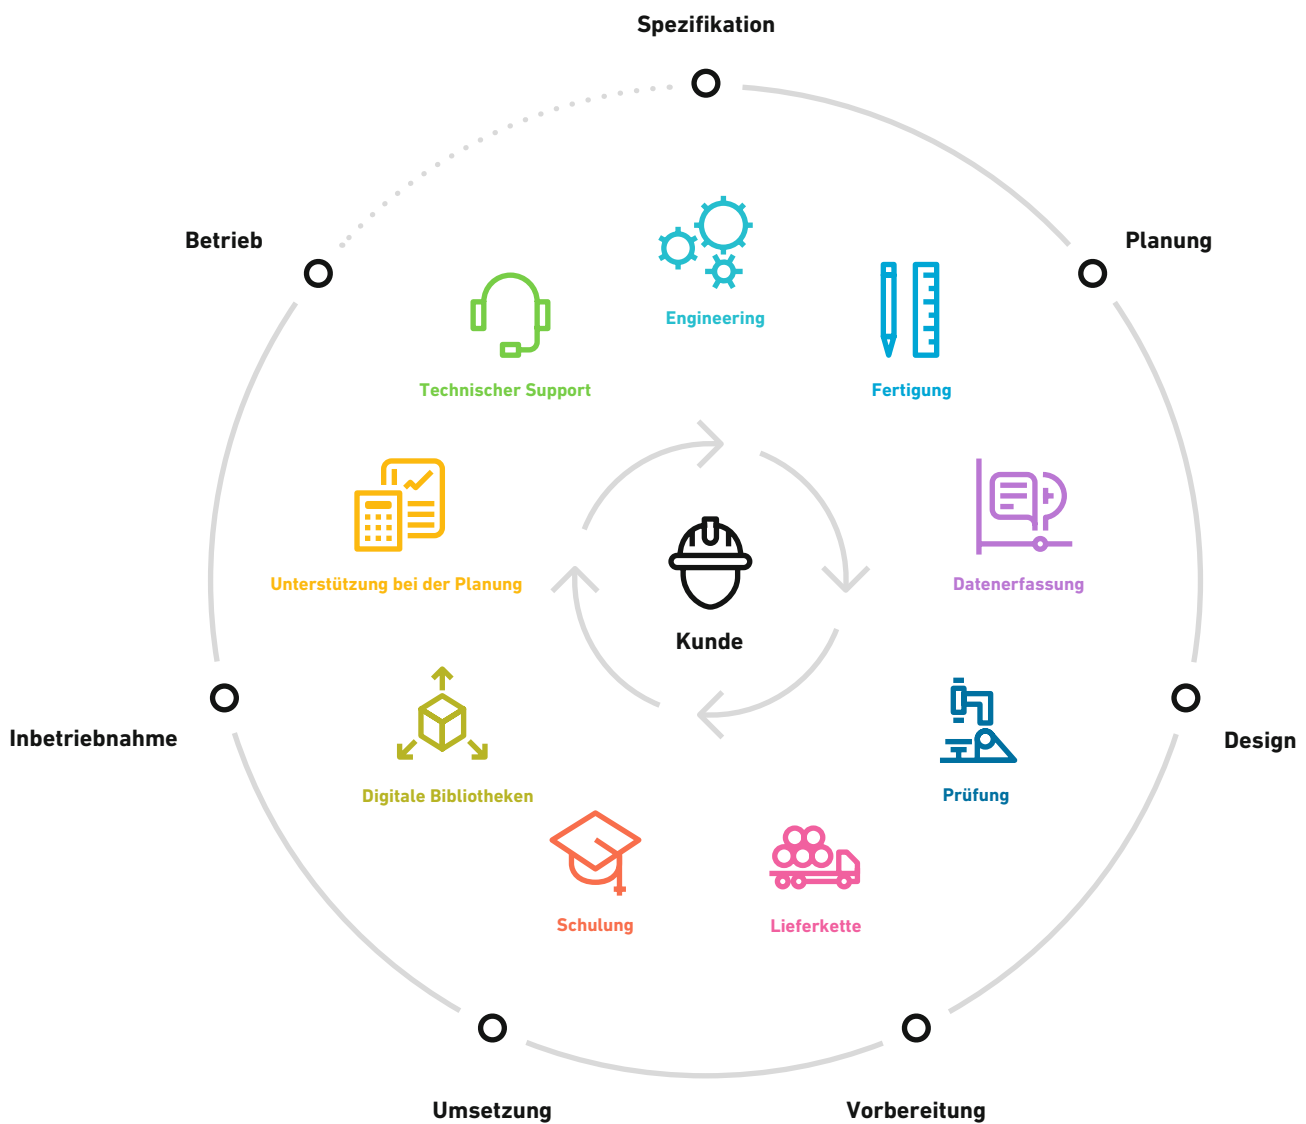 Spezifikation
Betrieb
Planung
Engineering
Technischer Support
Fertigung
Unterstützung bei der Planung
Datenerfassung
Kunde
Inbetriebnahme
Design
Digitale Bibliotheken
Prüfung
Schulung
Lieferkette
Umsetzung
Vorbereitung